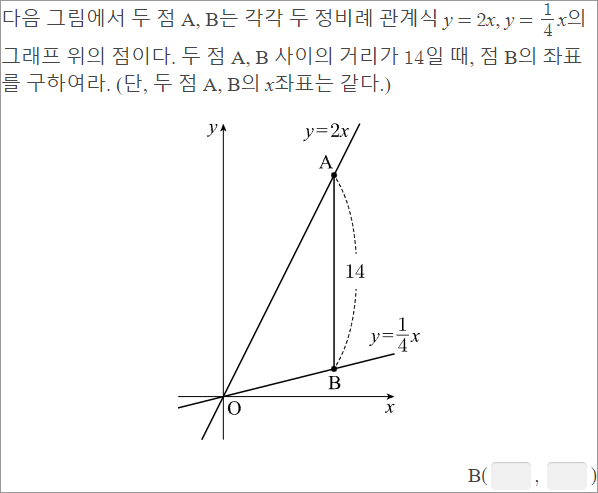 다음 그림에서 두 점 A, B는 각각 두 정비례 관계식 y = 2x, y = 1/4 x의
그래프 위의 점이다. 두 점 A, B 사이의 거리가 14일 때, 점 B의 좌표
를 구하여라. (단, 두 점 A, B의 x좌표는 같다.)
y
y=2x
A
14
y=1/4 x
B
O
x
B( , )